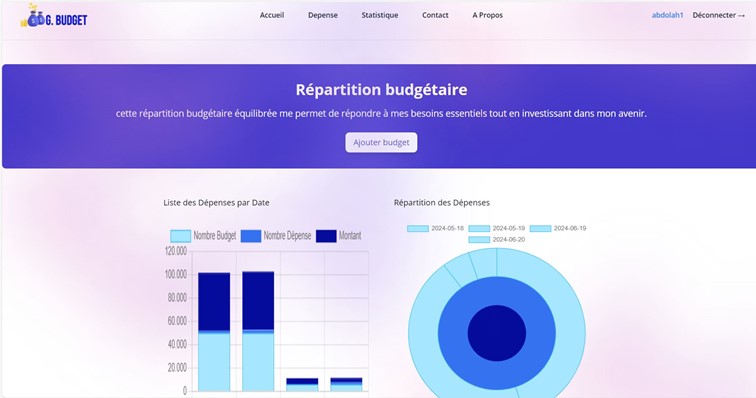 G. BUDGET
Accueil Depense Statistique Contact A Propos
abdolah1 Déconnecter →
Répartition budgétaire
cette répartition budgétaire équilibrée me permet de répondre à mes besoins essentiels tout en investissant dans mon avenir.
Ajouter budget
Liste des Dépenses par Date
Nombre Budget Nombre Dépense Montant
120.000
100.000
80.000
60.000
40.000
20.000
0
Répartition des Dépenses
2024-05-18 2024-05-19 2024-06-19
2024-06-20